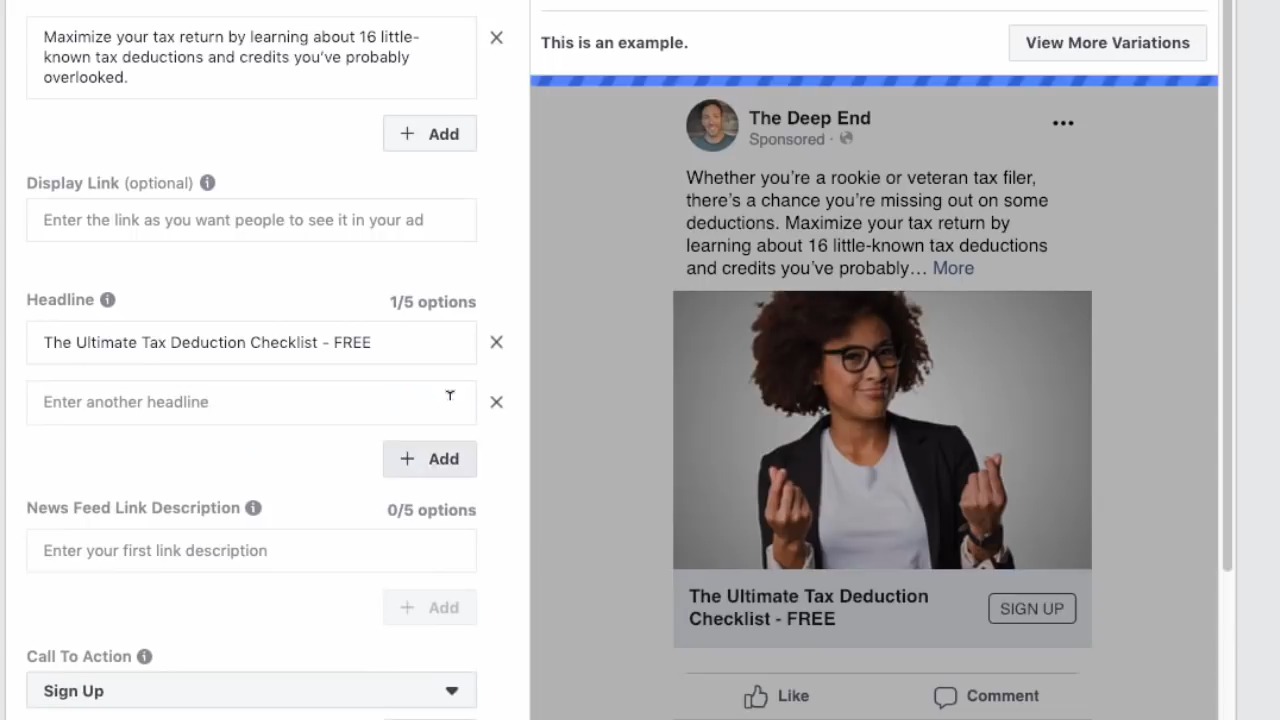 Maximize your tax return by learning about 16 little-
known tax deductions and credits you've probably
overlooked.
+ Add
Display Link (optional)
Enter the link as you want people to see it in your ad
Headline
1/5 options
The Ultimate Tax Deduction Checklist - FREE
Enter another headline
+ Add
News Feed Link Description
0/5 options
Enter your first link description
+ Add
Call To Action
Sign Up
This is an example.
View More Variations
The Deep End
Sponsored ·
Whether you're a rookie or veteran tax filer,
there's a chance you're missing out on some
deductions. Maximize your tax return by
learning about 16 little-known tax deductions
and credits you've probably... More
The Ultimate Tax Deduction
Checklist - FREE
SIGN UP
Like
Comment